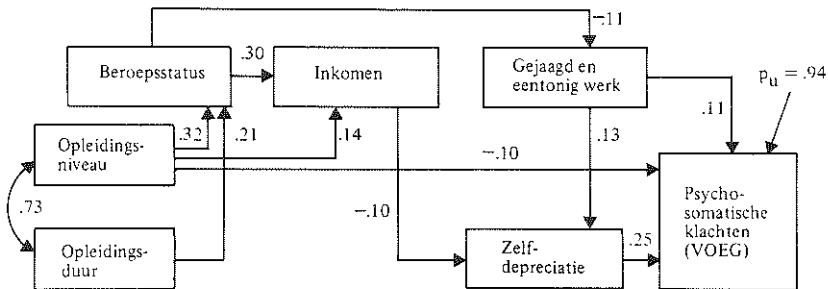 -.11
.30
Beroepsstatus
Inkomen
Gejaagd en
eentonig werk
pu = .94
.32
.21
.14
.13
.11
Opleidings-
niveau
-.10
.73
-.10
Psycho-
somatische
klachten
(VOEG)
Opleidings-
duur
Zelf-
depreciatie
.25